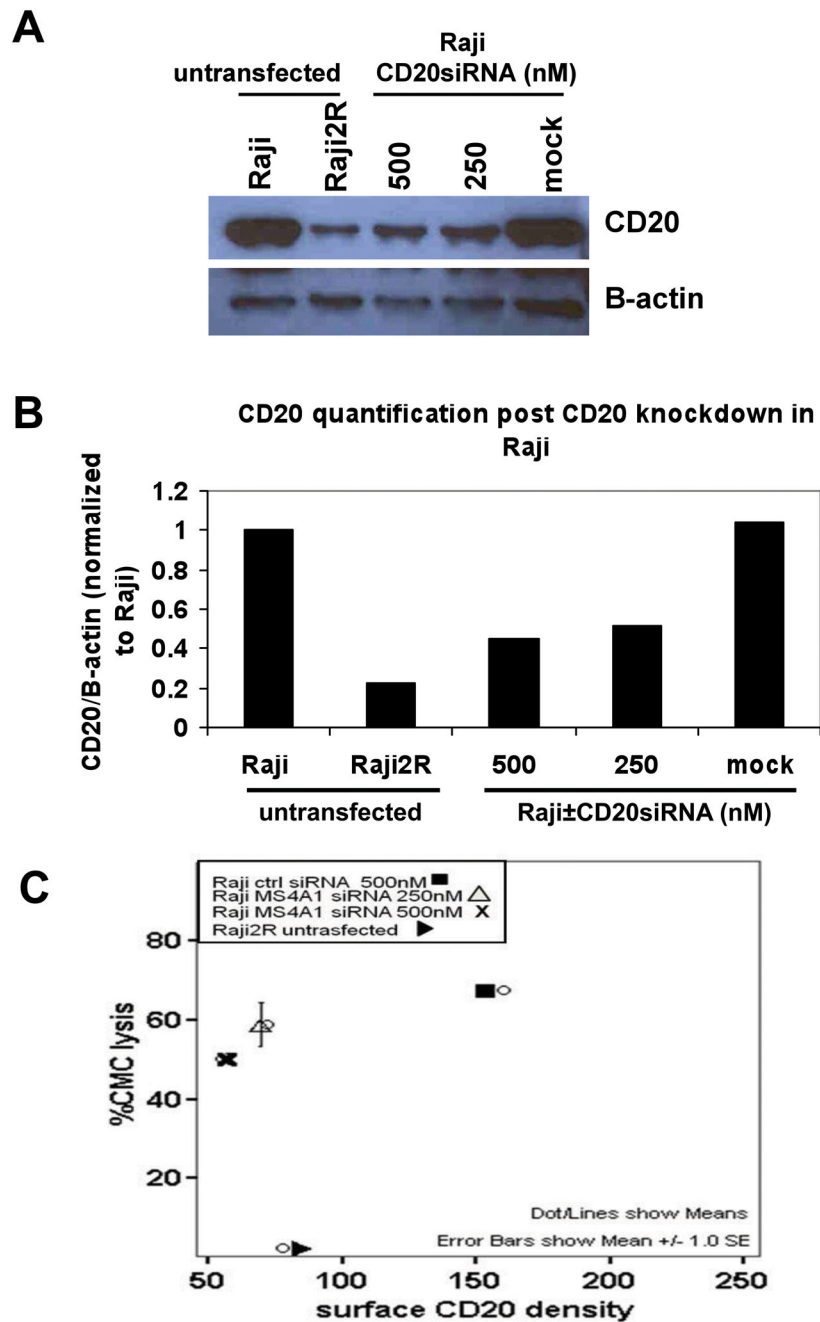 A
untransfected
Raji
CD20siRNA (nM)
Raji
Raji2R
500
250
mock
CD20
B-actin
B
CD20 quantification post CD20 knockdown in
Raji
CD20/B-actin (normalized
to Raji)
1.2
1
0.8
0.6
0.4
0.2
0
Raji
Raji2R
500
250
mock
untransfected
Raji±CD20siRNA (nM)
C
Raji ctrl siRNA 500nM
Raji MS4A1 siRNA 250nM
Raji MS4A1 siRNA 500nM
Raji2R untrasfected
%CMC lysis
80
60
40
20
Dot/Lines show Means
Error Bars show Mean +/- 1.0 SE
50
100
150
200
250
surface CD20 density